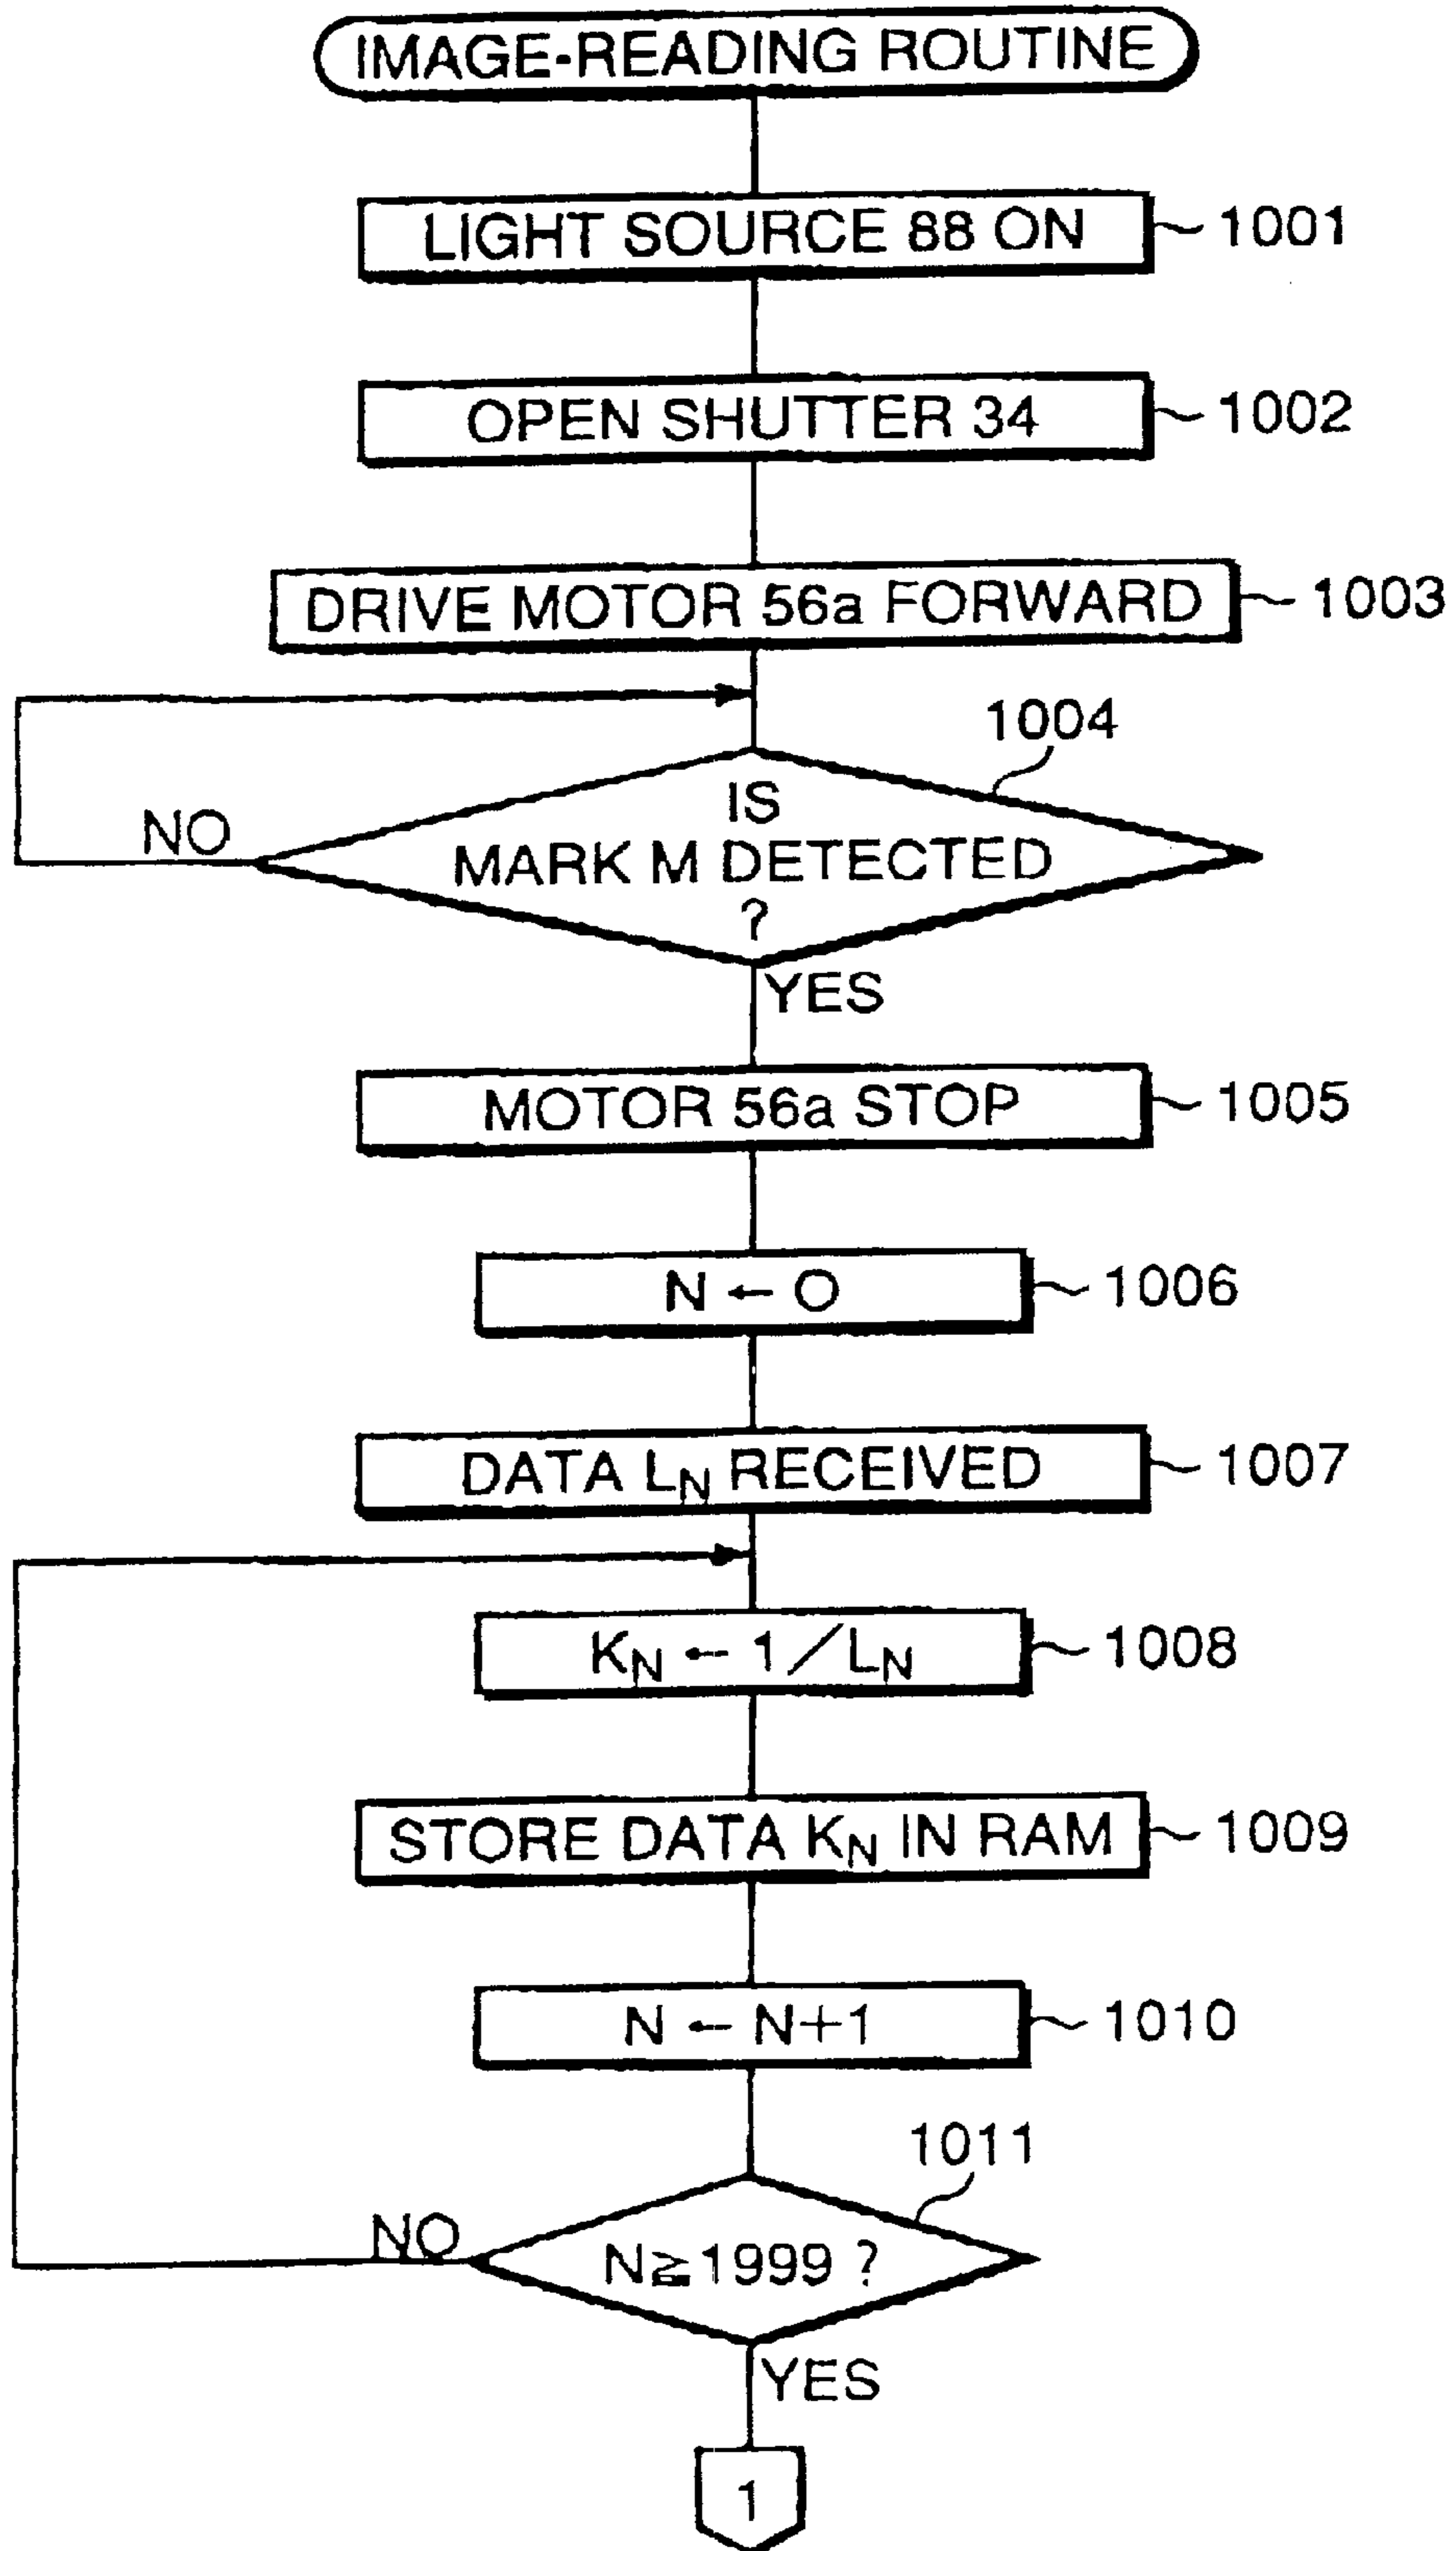 IMAGE-READING ROUTINE
LIGHT SOURCE 88 ON
1001
OPEN SHUTTER 34
1002
DRIVE MOTOR 56a FORWARD
1003
1004
IS
MARK M DETECTED
?
NO
YES
MOTOR 56a STOP
1005
N ← O
1006
DATA LN RECEIVED
1007
KN ← 1/LN
1008
STORE DATA KN IN RAM
1009
N ← N+1
1010
1011
N≧1999 ?
NO
YES
1